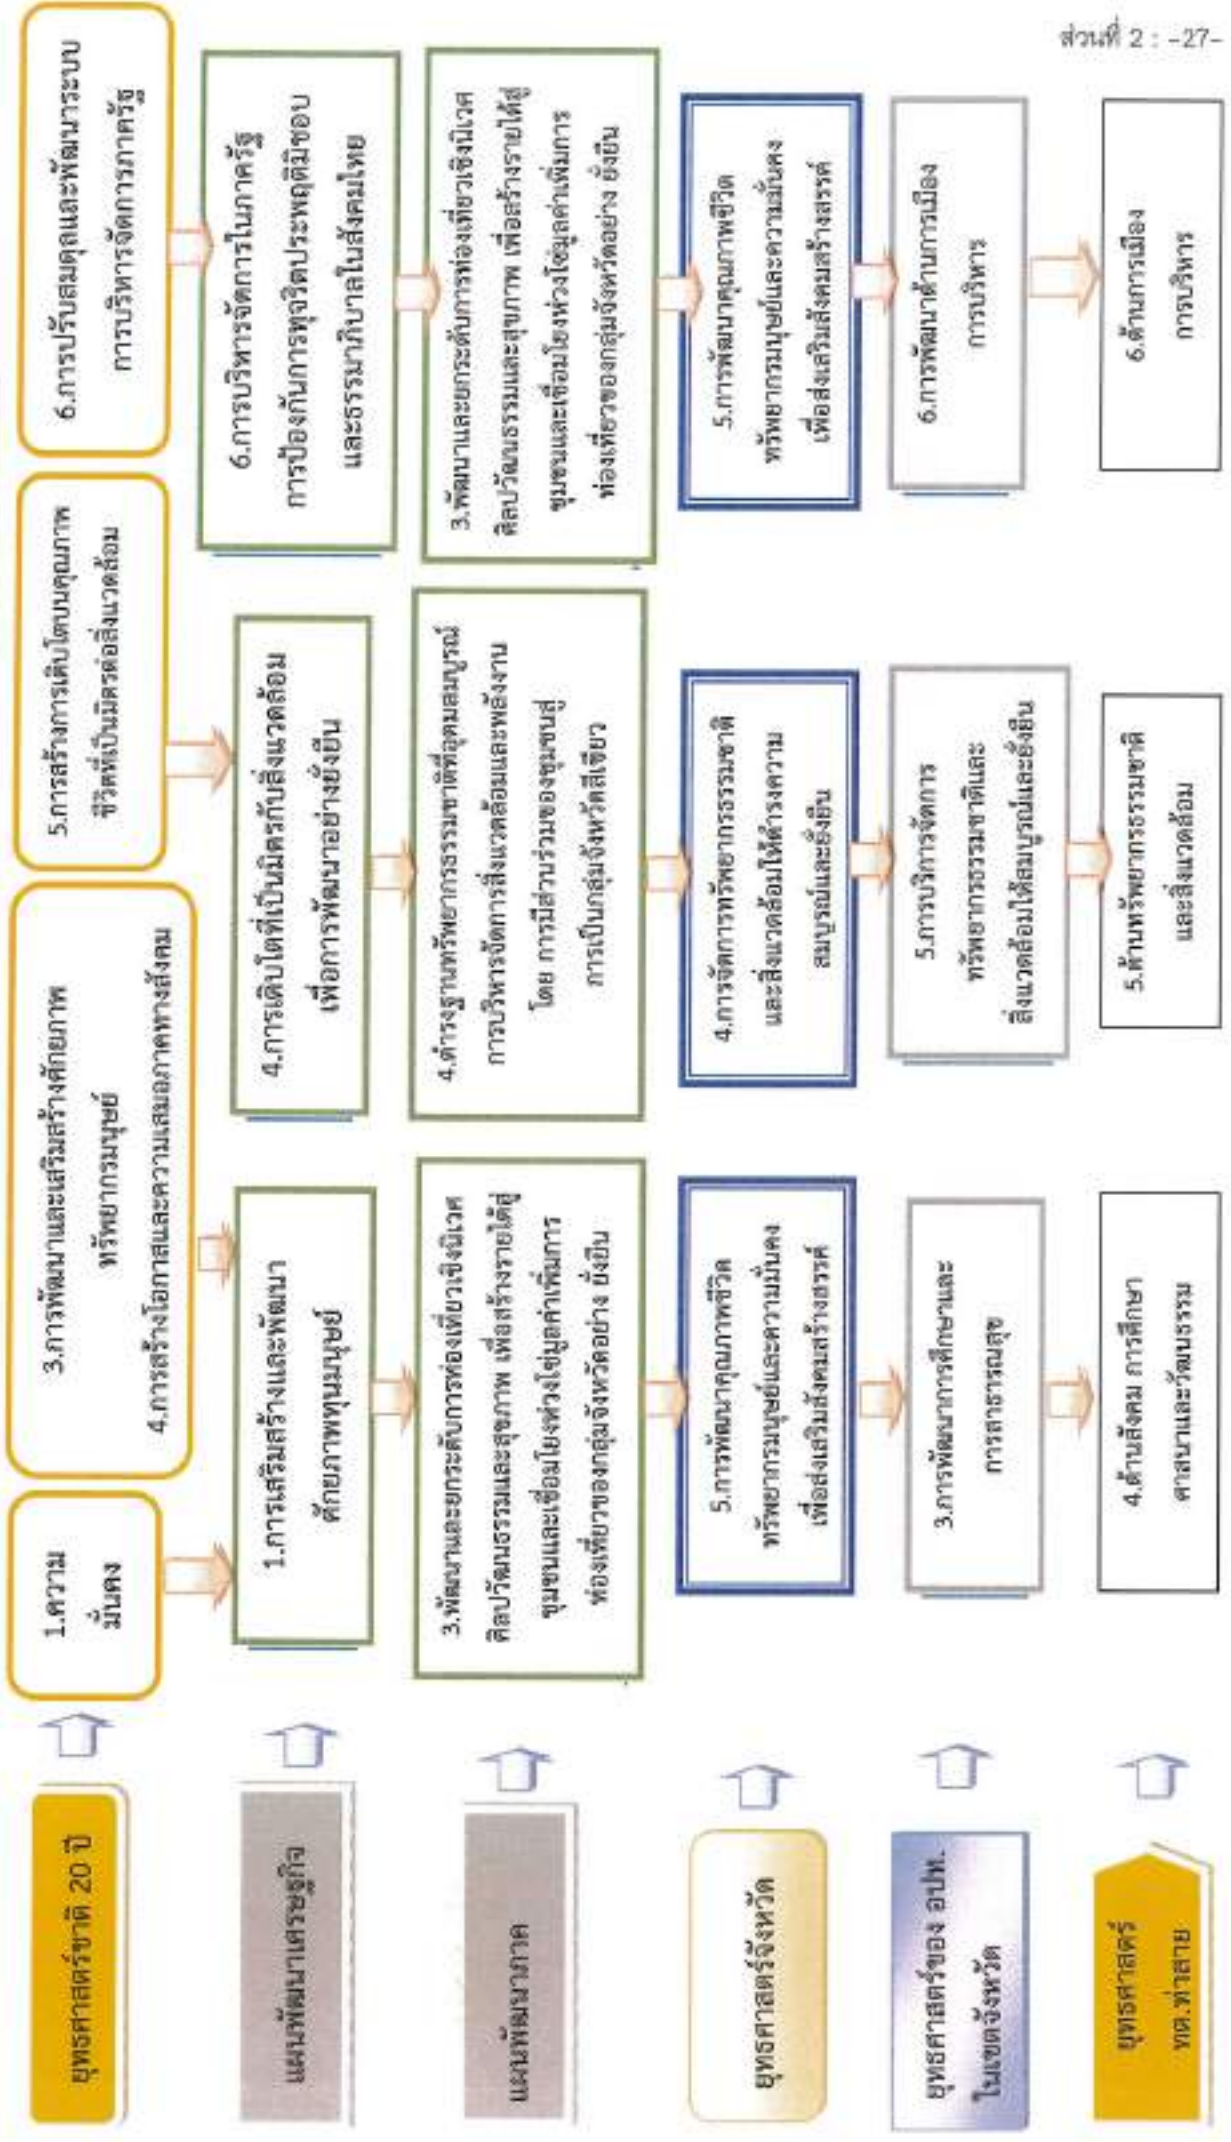 ส่วนที่ 2 : -27-
ยุทธศาสตร์ชาติ 20 ปี
1.ความ
มั่นคง
3.การพัฒนาและเสริมสร้างศักยภาพ
ทรัพยากรมนุษย์
4.การสร้างโอกาสและความเสมอภาคทางสังคม
5.การสร้างการเติบโตบนคุณภาพ
ชีวิตที่เป็นมิตรต่อสิ่งแวดล้อม
6.การปรับสมดุลและพัฒนาระบบ
การบริหารจัดการภาครัฐ
แผนพัฒนาเศรษฐกิจ
1.การเสริมสร้างและพัฒนา
ศักยภาพทุนมนุษย์
4.การเติบโตที่เป็นมิตรกับสิ่งแวดล้อม
เพื่อการพัฒนาอย่างยั่งยืน
6.การบริหารจัดการในภาครัฐ
การป้องกันการทุจริตประพฤติมิชอบ
และธรรมาภิบาลในสังคมไทย
แผนพัฒนาภาค
3.พัฒนาและยกระดับการท่องเที่ยวเชิงนิเวศ
ศิลปวัฒนธรรมและสุขภาพ เพื่อสร้างรายได้สู่
ชุมชนและเชื่อมโยงห่วงโซ่มูลค่าเพิ่มการ
ท่องเที่ยวของกลุ่มจังหวัดอย่าง ยั่งยืน
4.ดำรงฐานทรัพยากรธรรมชาติที่อุดมสมบูรณ์
การบริหารจัดการสิ่งแวดล้อมและพลังงาน
โดย การมีส่วนร่วมของชุมชนสู่
การเป็นกลุ่มจังหวัดสีเขียว
3.พัฒนาและยกระดับการท่องเที่ยวเชิงนิเวศ
ศิลปวัฒนธรรมและสุขภาพ เพื่อสร้างรายได้สู่
ชุมชนและเชื่อมโยงห่วงโซ่มูลค่าเพิ่มการ
ท่องเที่ยวของกลุ่มจังหวัดอย่าง ยั่งยืน
ยุทธศาสตร์จังหวัด
5.การพัฒนาคุณภาพชีวิต
ทรัพยากรมนุษย์และความมั่นคง
เพื่อส่งเสริมสังคมสร้างสรรค์
4.การจัดการทรัพยากรธรรมชาติ
และสิ่งแวดล้อมให้ดำรงความ
สมบูรณ์และยั่งยืน
5.การพัฒนาคุณภาพชีวิต
ทรัพยากรมนุษย์และความมั่นคง
เพื่อส่งเสริมสังคมสร้างสรรค์
ยุทธศาสตร์ของ อปท.
ในเขตจังหวัด
3.การพัฒนาการศึกษาและ
การสาธารณสุข
5.การบริการจัดการ
ทรัพยากรธรรมชาติและ
สิ่งแวดล้อมให้สมบูรณ์และยั่งยืน
6.การพัฒนาด้านการเมือง
การบริหาร
ยุทธศาสตร์
ทต.ท่าสาย
4.ด้านสังคม การศึกษา
ศาสนาและวัฒนธรรม
5.ด้านทรัพยากรธรรมชาติ
และสิ่งแวดล้อม
6.ด้านการเมือง
การบริหาร